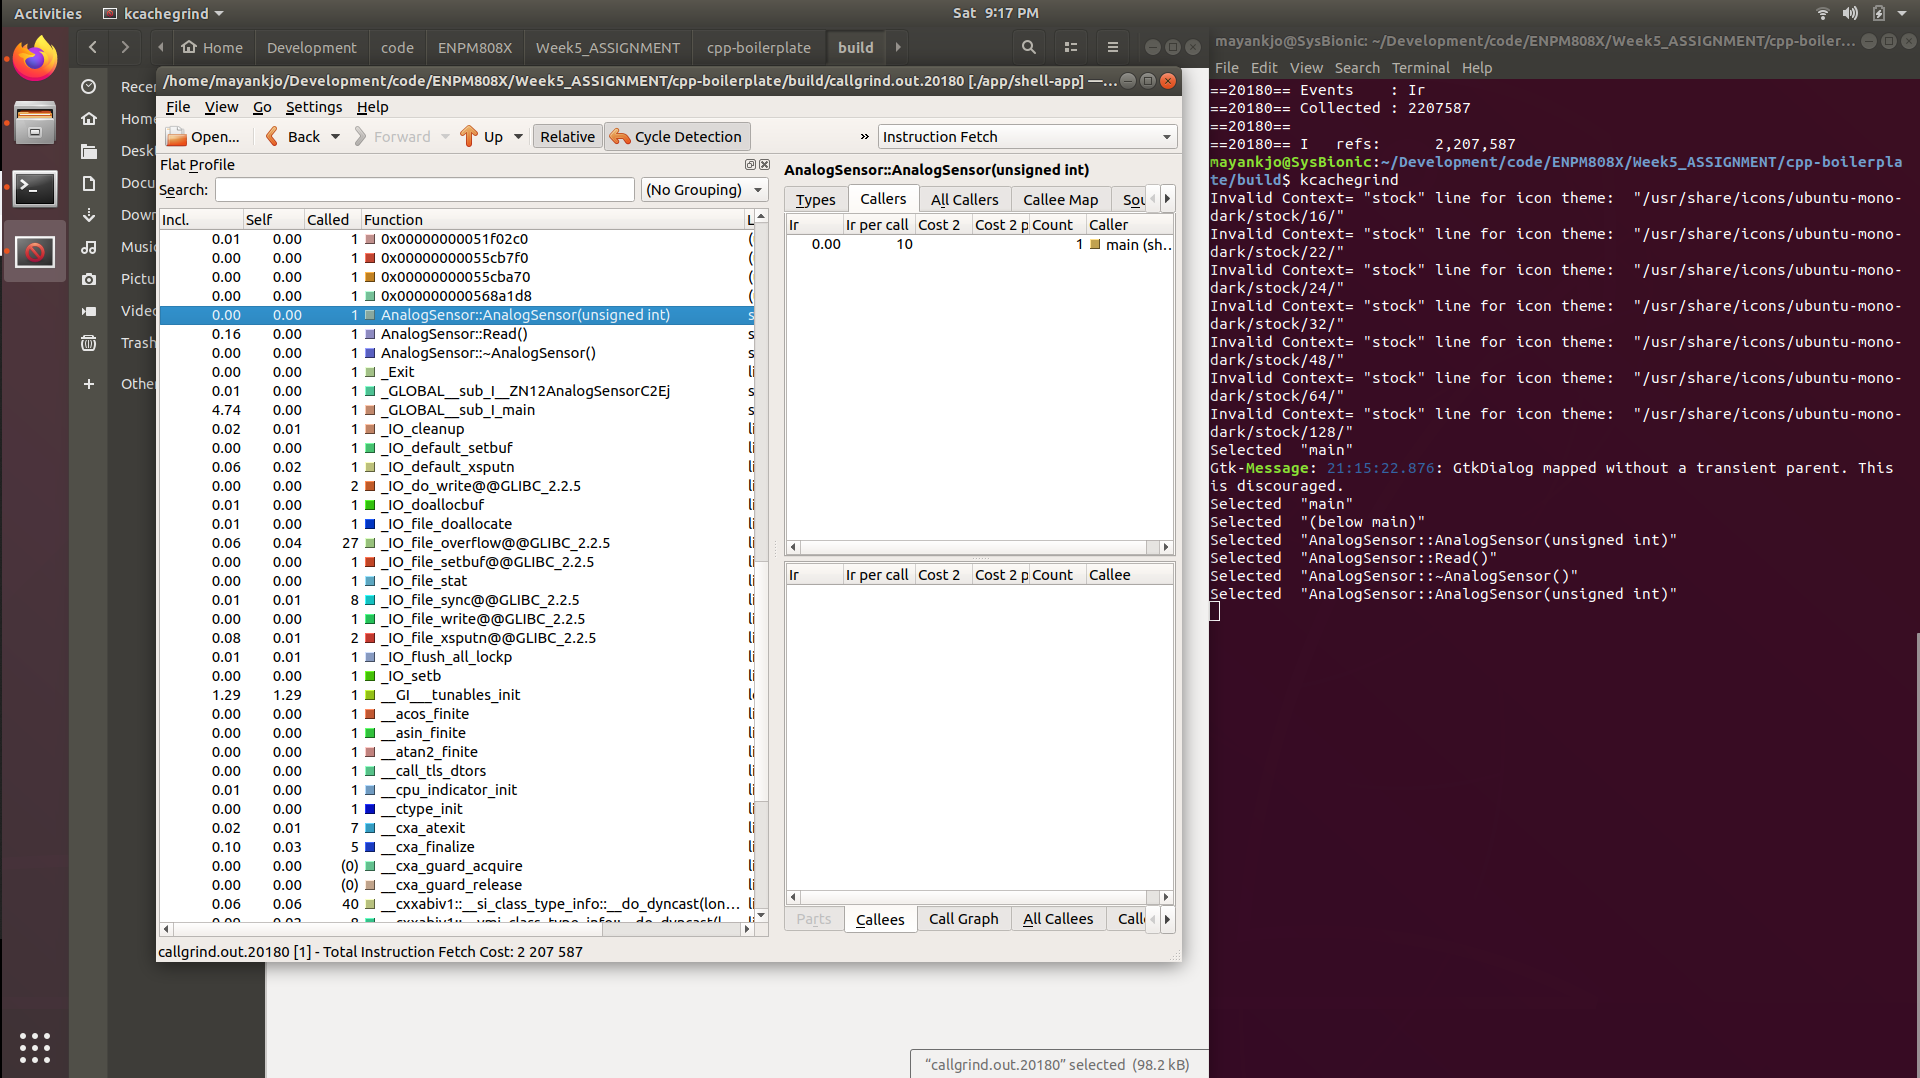 Activities
kcachegrind
Sat 9:17 PM
Home
Development
code
ENPM808X
Week5_ASSIGNMENT
cpp-boilerplate
build
mayankjo@SysBionic: ~/Development/code/ENPM808X/Week5_ASSIGNMENT/cpp-boiler...
File Edit View Search Terminal Help
/home/mayankjo/Development/code/ENPM808X/Week5_ASSIGNMENT/cpp-boilerplate/build/callgrind.out.20180 [./app/shell-app] —...
File View Go Settings Help
Open... Back Forward Up Relative Cycle Detection » Instruction Fetch
Flat Profile
Search: (No Grouping)
Incl. Self Called Function L
0.01 0.00 1 0x00000000051f02c0 (
0.00 0.00 1 0x00000000055cb7f0 (
0.00 0.00 1 0x00000000055cba70 (
0.00 0.00 1 0x000000000568a1d8 (
0.00 0.00 1 AnalogSensor::AnalogSensor(unsigned int) s
0.16 0.00 1 AnalogSensor::Read() s
0.00 0.00 1 AnalogSensor::~AnalogSensor() s
0.00 0.00 1 _Exit li
0.01 0.00 1 _GLOBAL__sub_I__ZN12AnalogSensorC2Ej s
4.74 0.00 1 _GLOBAL__sub_I_main s
0.02 0.01 1 _IO_cleanup li
0.00 0.00 1 _IO_default_setbuf li
0.06 0.02 1 _IO_default_xsputn li
0.00 0.00 2 _IO_do_write@@GLIBC_2.2.5 li
0.01 0.00 1 _IO_doallocbuf li
0.01 0.00 1 _IO_file_doallocate li
0.06 0.04 27 _IO_file_overflow@@GLIBC_2.2.5 li
0.00 0.00 1 _IO_file_setbuf@@GLIBC_2.2.5 li
0.00 0.00 1 _IO_file_stat li
0.01 0.01 8 _IO_file_sync@@GLIBC_2.2.5 li
0.00 0.00 1 _IO_file_write@@GLIBC_2.2.5 li
0.08 0.01 2 _IO_file_xsputn@@GLIBC_2.2.5 li
0.01 0.01 1 _IO_flush_all_lockp li
0.00 0.00 1 _IO_setb li
1.29 1.29 1 __GI___tunables_init l
0.00 0.00 1 __acos_finite li
0.00 0.00 1 __asin_finite li
0.00 0.00 1 __atan2_finite li
0.00 0.00 1 __call_tls_dtors li
0.01 0.00 1 __cpu_indicator_init li
0.00 0.00 1 __ctype_init li
0.02 0.01 7 __cxa_atexit li
0.10 0.03 5 __cxa_finalize li
0.00 0.00 (0) __cxa_guard_acquire li
0.00 0.00 (0) __cxa_guard_release li
0.06 0.06 40 __cxxabiv1::__si_class_type_info::__do_dyncast(lon... li
callgrind.out.20180 [1] - Total Instruction Fetch Cost: 2 207 587
AnalogSensor::AnalogSensor(unsigned int)
Types Callers All Callers Callee Map Sou
Ir Ir per call Cost 2 Cost 2 p Count Caller
0.00 10 1 main (sh...
Ir Ir per call Cost 2 Cost 2 p Count Callee
Parts Callees Call Graph All Callees Calle
Recen
Home
Deskt
Docu
Down
Music
Pictu
Video
Trash
Other
"callgrind.out.20180" selected (98.2 kB)
==20180== Events    : Ir
==20180== Collected : 2207587
==20180==
==20180== I   refs:      2,207,587
mayankjo@SysBionic:~/Development/code/ENPM808X/Week5_ASSIGNMENT/cpp-boilerpla
te/build$ kcachegrind
Invalid Context= "stock" line for icon theme:  "/usr/share/icons/ubuntu-mono-
dark/stock/16/"
Invalid Context= "stock" line for icon theme:  "/usr/share/icons/ubuntu-mono-
dark/stock/22/"
Invalid Context= "stock" line for icon theme:  "/usr/share/icons/ubuntu-mono-
dark/stock/24/"
Invalid Context= "stock" line for icon theme:  "/usr/share/icons/ubuntu-mono-
dark/stock/32/"
Invalid Context= "stock" line for icon theme:  "/usr/share/icons/ubuntu-mono-
dark/stock/48/"
Invalid Context= "stock" line for icon theme:  "/usr/share/icons/ubuntu-mono-
dark/stock/64/"
Invalid Context= "stock" line for icon theme:  "/usr/share/icons/ubuntu-mono-
dark/stock/128/"
Selected  "main"
Gtk-Message: 21:15:22.876: GtkDialog mapped without a transient parent. This
is discouraged.
Selected  "main"
Selected  "(below main)"
Selected  "AnalogSensor::AnalogSensor(unsigned int)"
Selected  "AnalogSensor::Read()"
Selected  "AnalogSensor::~AnalogSensor()"
Selected  "AnalogSensor::AnalogSensor(unsigned int)"